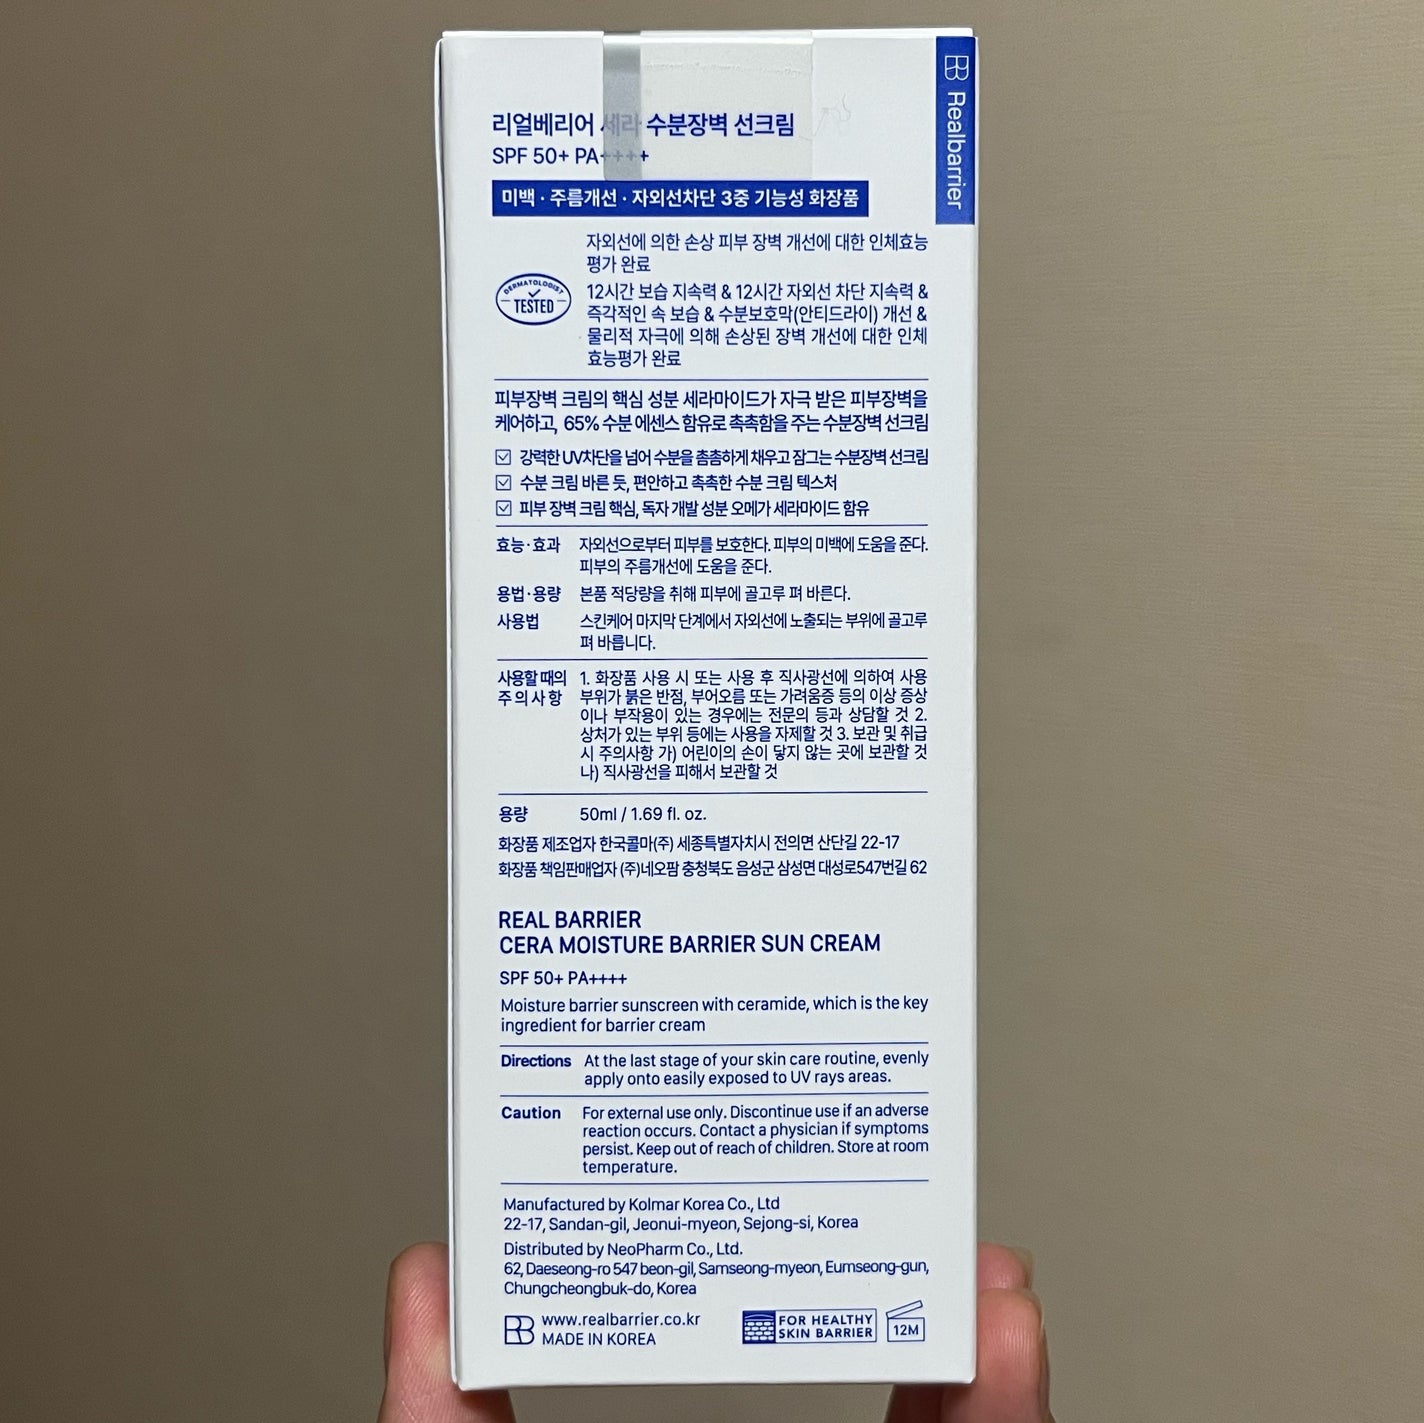 리얼베리어 세라 수분장벽 선크림
SPF 50+ PA++++
미백 · 주름개선 · 자외선차단 3중 기능성 화장품
Realbarrier
자외선에 의한 손상 피부 장벽 개선에 대한 인체효능
평가 완료
DERMATOLOGIST
TESTED
12시간 보습 지속력 & 12시간 자외선 차단 지속력 &
즉각적인 속 보습 & 수분보호막(안티드라이) 개선 &
물리적 자극에 의해 손상된 장벽 개선에 대한 인체
효능평가 완료
피부장벽 크림의 핵심 성분 세라마이드가 자극 받은 피부장벽을
케어하고, 65% 수분 에센스 함유로 촉촉함을 주는 수분장벽 선크림
강력한 UV차단을 넘어 수분을 촘촘하게 채우고 잠그는 수분장벽 선크림
수분 크림 바른 듯, 편안하고 촉촉한 수분 크림 텍스처
피부 장벽 크림 핵심, 독자 개발 성분 오메가 세라마이드 함유
효능·효과 자외선으로부터 피부를 보호한다. 피부의 미백에 도움을 준다.
피부의 주름개선에 도움을 준다.
용법·용량 본품 적당량을 취해 피부에 골고루 펴 바른다.
사용법 스킨케어 마지막 단계에서 자외선에 노출되는 부위에 골고루
펴 바릅니다.
사용할 때의 1. 화장품 사용 시 또는 사용 후 직사광선에 의하여 사용
주의사항 부위가 붉은 반점, 부어오름 또는 가려움증 등의 이상 증상
이나 부작용이 있는 경우에는 전문의 등과 상담할 것 2.
상처가 있는 부위 등에는 사용을 자제할 것 3. 보관 및 취급
시 주의사항 가) 어린이의 손이 닿지 않는 곳에 보관할 것
나) 직사광선을 피해서 보관할 것
용량 50ml / 1.69 fl. oz.
화장품 제조업자 한국콜마(주) 세종특별자치시 전의면 산단길 22-17
화장품 책임판매업자 (주)네오팜 충청북도 음성군 삼성면 대성로547번길 62
REAL BARRIER
CERA MOISTURE BARRIER SUN CREAM
SPF 50+ PA++++
Moisture barrier sunscreen with ceramide, which is the key
ingredient for barrier cream
Directions At the last stage of your skin care routine, evenly
apply onto easily exposed to UV rays areas.
Caution For external use only. Discontinue use if an adverse
reaction occurs. Contact a physician if symptoms
persist. Keep out of reach of children. Store at room
temperature.
Manufactured by Kolmar Korea Co., Ltd
22-17, Sandan-gil, Jeonui-myeon, Sejong-si, Korea
Distributed by NeoPharm Co., Ltd.
62, Daeseong-ro 547 beon-gil, Samseong-myeon, Eumseong-gun,
Chungcheongbuk-do, Korea
www.realbarrier.co.kr
MADE IN KOREA
FOR HEALTHY
SKIN BARRIER
12M